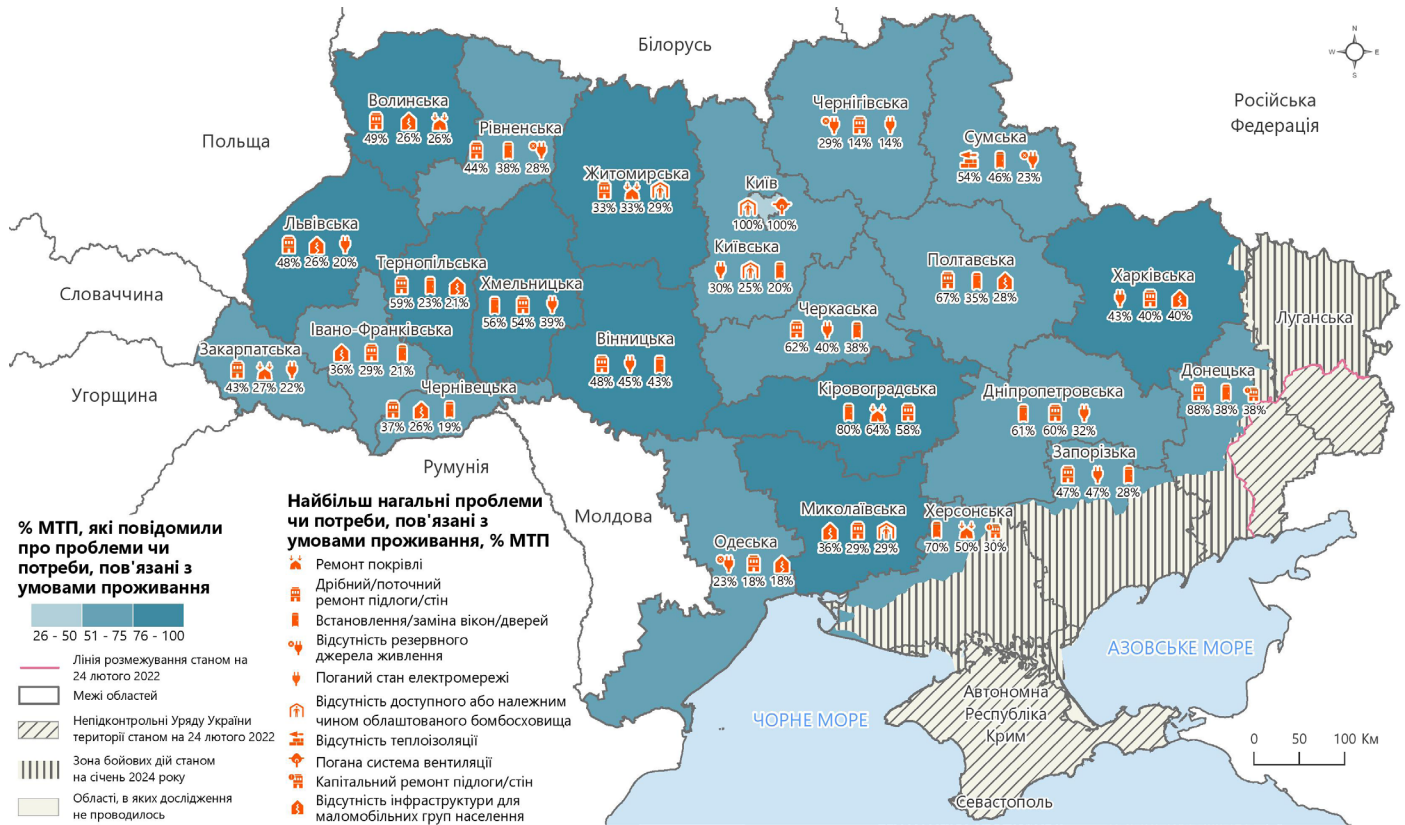 Білорусь
N
W
E
S
Російська
Федерація
Польща
Словаччина
Угорщина
Румунія
Молдова
Волинська
49% 26% 26%
Рівненська
44% 38% 28%
Житомирська
33% 33% 29%
Чернігівська
29% 14% 14%
Сумська
54% 46% 23%
Київ
100% 100%
Київська
30% 25% 20%
Львівська
48% 26% 20%
Тернопільська
59% 23% 21%
Хмельницька
56% 54% 39%
Полтавська
67% 35% 28%
Харківська
43% 40% 40%
Луганська
Черкаська
62% 40% 38%
Івано-Франківська
36% 29% 21%
Закарпатська
43% 27% 22%
Чернівецька
37% 26% 19%
Вінницька
48% 45% 43%
Кіровоградська
80% 64% 58%
Дніпропетровська
61% 60% 32%
Донецька
88% 38% 38%
Запорізька
47% 47% 28%
Миколаївська
36% 29% 29%
Херсонська
70% 50% 30%
Одеська
23% 18% 18%
АЗОВСЬКЕ МОРЕ
ЧОРНЕ МОРЕ
Автономна
Республіка
Крим
Севастополь
0 50 100 Км
% МТП, які повідомили
про проблеми чи
потреби, пов'язані з
умовами проживання
26 - 50 51 - 75 76 - 100
Лінія розмежування станом на
24 лютого 2022
Межі областей
Непідконтрольні Уряду України
території станом на 24 лютого 2022
Зона бойових дій станом
на січень 2024 року
Області, в яких дослідження
не проводилось
Найбільш нагальні проблеми
чи потреби, пов'язані з
умовами проживання, % МТП
Ремонт покрівлі
Дрібний/поточний
ремонт підлоги/стін
Встановлення/заміна вікон/дверей
Відсутність резервного
джерела живлення
Поганий стан електромережі
Відсутність доступного або належним
чином облаштованого бомбосховища
Відсутність теплоізоляції
Погана система вентиляції
Капітальний ремонт підлоги/стін
Відсутність інфраструктури для
маломобільних груп населення